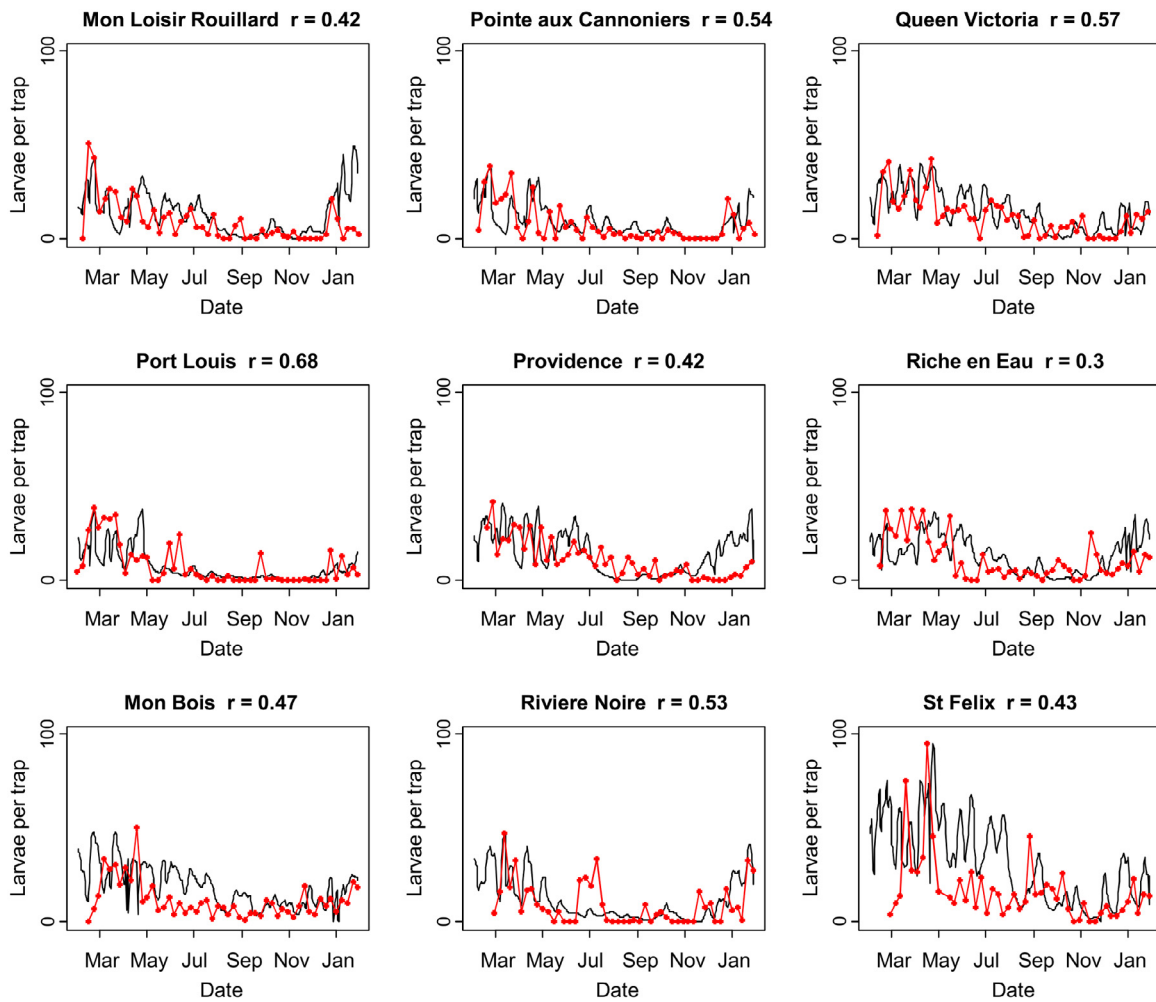 Mon Loisir Rouillard r = 0.42
Larvae per trap
100
0
Mar May Jul Sep Nov Jan
Date
Pointe aux Cannoniers r = 0.54
Larvae per trap
100
0
Mar May Jul Sep Nov Jan
Date
Queen Victoria r = 0.57
Larvae per trap
100
0
Mar May Jul Sep Nov Jan
Date
Port Louis r = 0.68
Larvae per trap
100
0
Mar May Jul Sep Nov Jan
Date
Providence r = 0.42
Larvae per trap
100
0
Mar May Jul Sep Nov Jan
Date
Riche en Eau r = 0.3
Larvae per trap
100
0
Mar May Jul Sep Nov Jan
Date
Mon Bois r = 0.47
Larvae per trap
100
0
Mar May Jul Sep Nov Jan
Date
Riviere Noire r = 0.53
Larvae per trap
100
0
Mar May Jul Sep Nov Jan
Date
St Felix r = 0.43
Larvae per trap
100
0
Mar May Jul Sep Nov Jan
Date